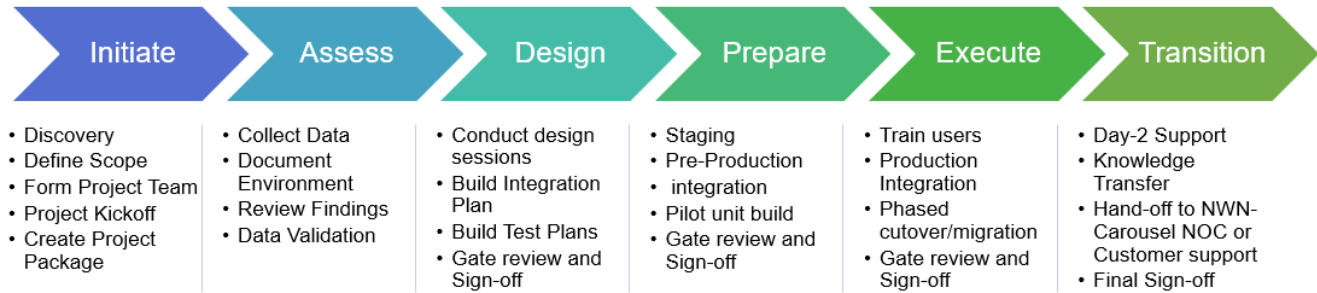 Initiate
Assess
Design
Prepare
Execute
Transition
• Discovery
• Define Scope
• Form Project Team
• Project Kickoff
• Create Project
Package
• Collect Data
• Document
Environment
• Review Findings
• Data Validation
• Conduct design
sessions
• Build Integration
Plan
• Build Test Plans
• Gate review and
Sign-off
• Staging
• Pre-Production
• integration
• Pilot unit build
• Gate review and
Sign-off
• Train users
• Production
Integration
• Phased
cutover/migration
• Gate review and
Sign-off
• Day-2 Support
• Knowledge
Transfer
• Hand-off to NWN-
Carousel NOC or
Customer support
• Final Sign-off